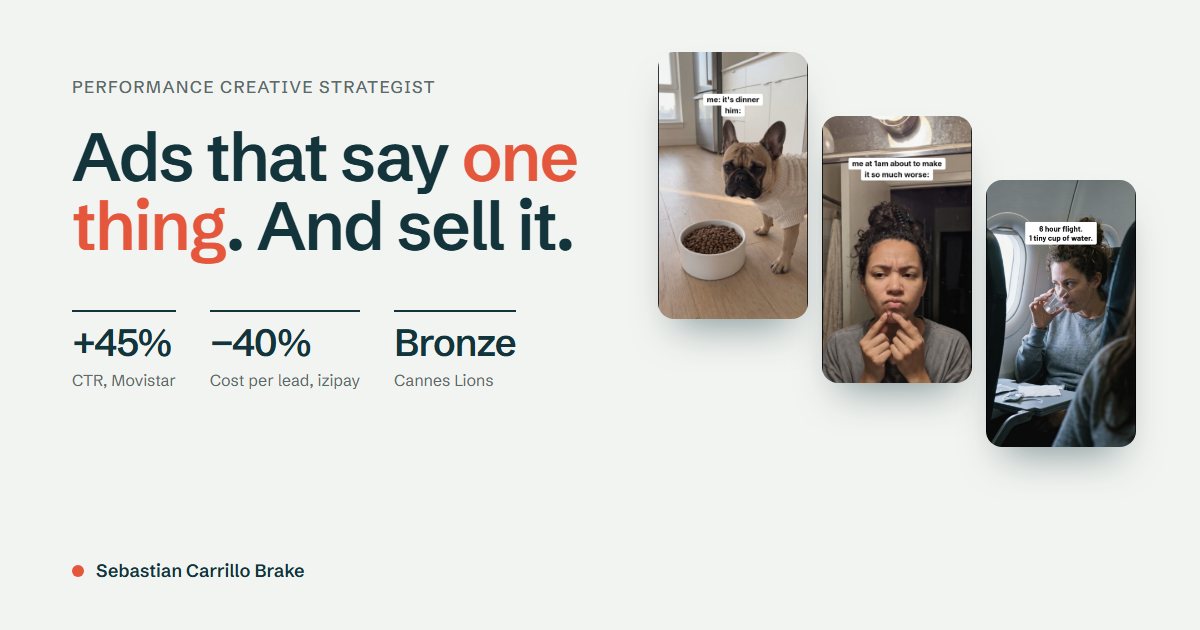 PERFORMANCE CREATIVE STRATEGIST
Ads that say one
thing. And sell it.
+45%
CTR, Movistar
−40%
Cost per lead, izipay
Bronze
Cannes Lions
Sebastian Carrillo Brake
me: it's dinner
him:
me at 1am about to make
it so much worse:
6 hour flight.
1 tiny cup of water.